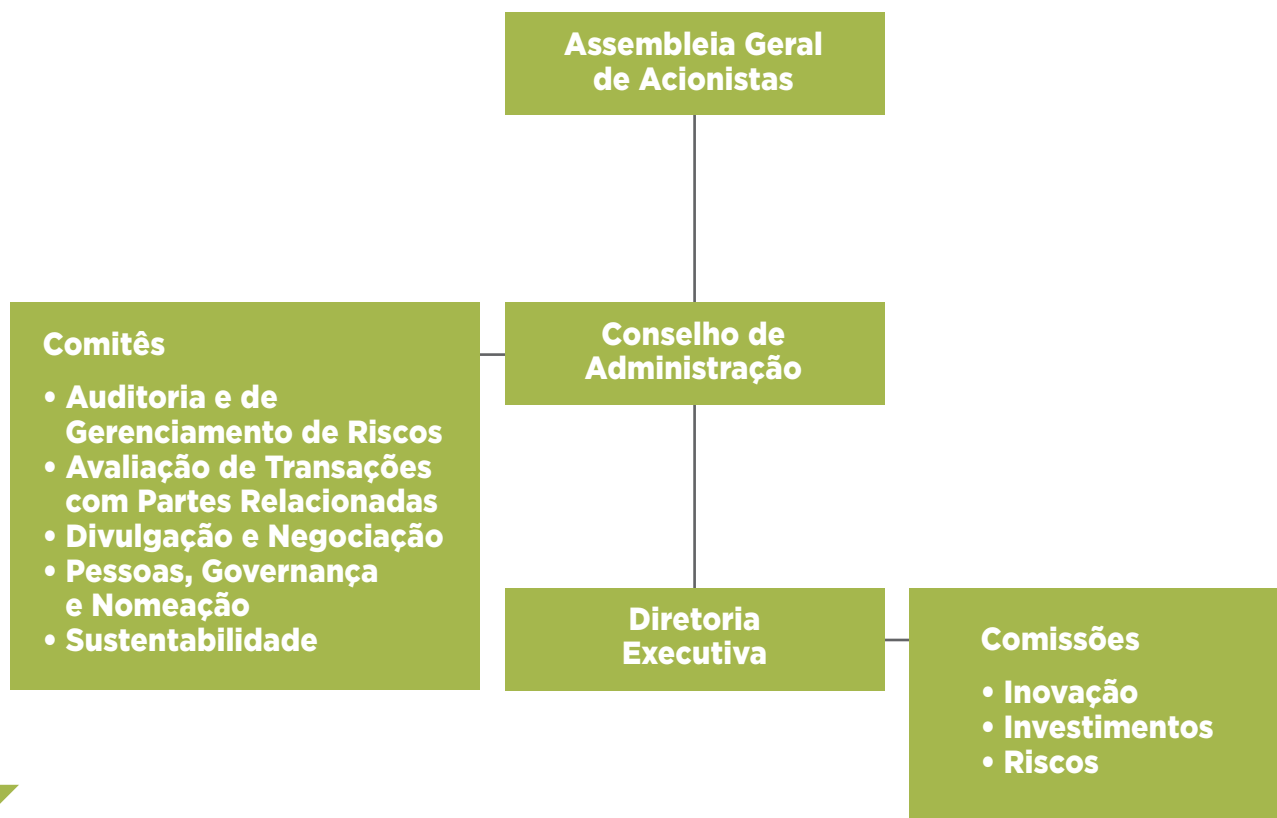 Assembleia Geral
de Acionistas
Conselho de
Administração
Comitês
• Auditoria e de
Gerenciamento de Riscos
• Avaliação de Transações
com Partes Relacionadas
• Divulgação e Negociação
• Pessoas, Governança
e Nomeação
• Sustentabilidade
Diretoria
Executiva
Comissões
• Inovação
• Investimentos
• Riscos